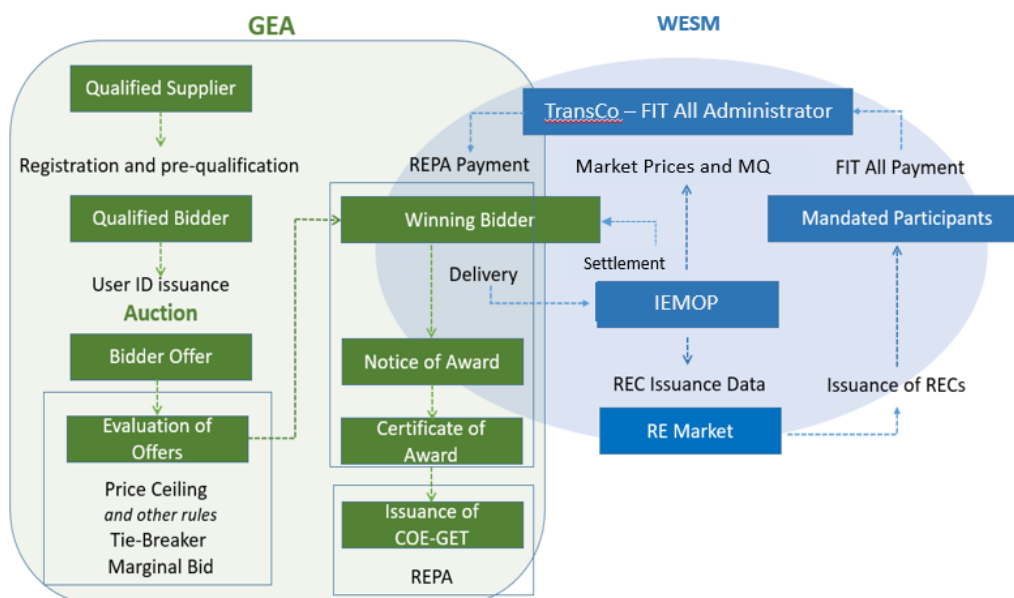 GEA
WESM
Qualified Supplier
Registration and pre-qualification
Qualified Bidder
User ID issuance
Auction
Bidder Offer
Evaluation of
Offers
Price Ceiling
and other rules
Tie-Breaker
Marginal Bid
TransCo – FIT All Administrator
REPA Payment
Market Prices and MQ
FIT All Payment
Winning Bidder
Mandated Participants
Delivery
Settlement
IEMOP
Notice of Award
REC Issuance Data
Issuance of RECs
Certificate of
Award
RE Market
Issuance of
COE-GET
REPA